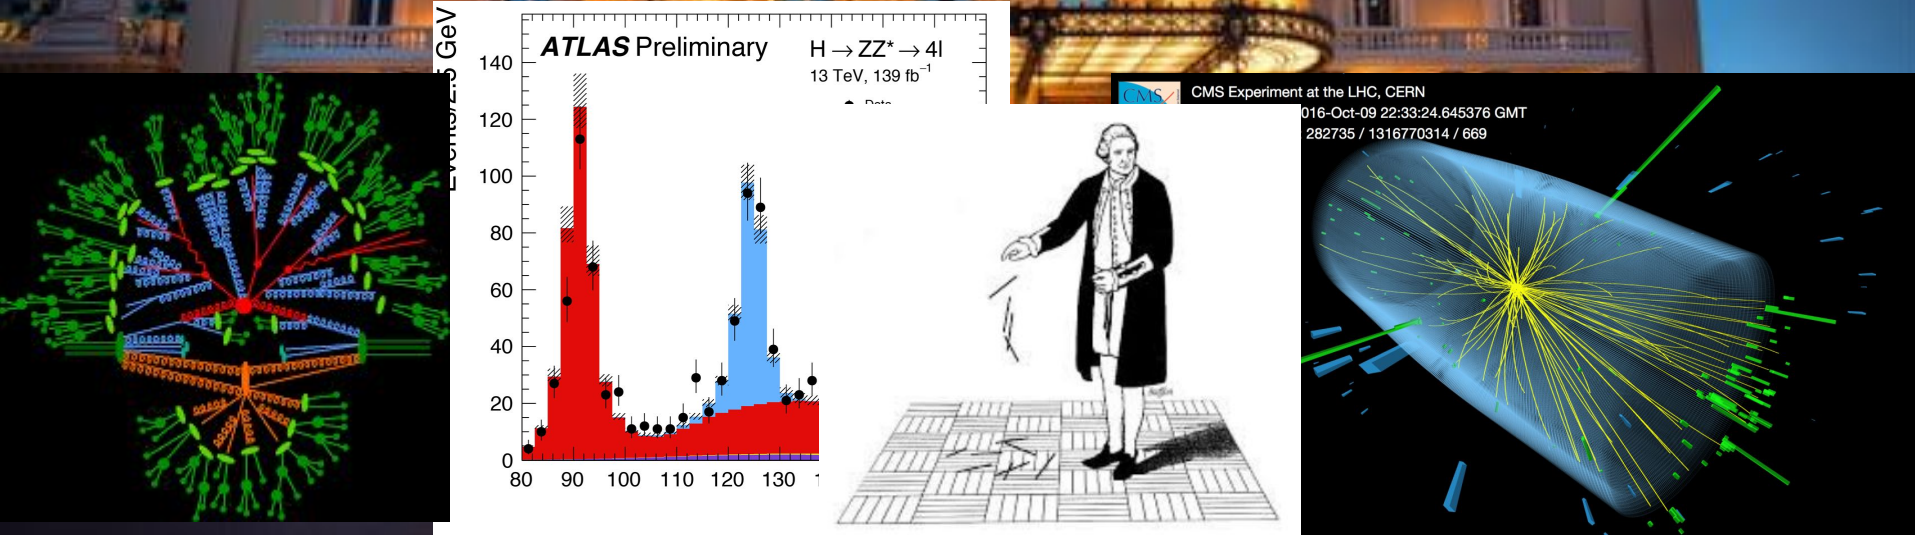 Events/2.5 GeV
ATLAS Preliminary
H → ZZ* → 4l
13 TeV, 139 fb⁻¹
Data
140
120
100
80
60
40
20
0
80 90 100 110 120 130
CMS
CMS Experiment at the LHC, CERN
016-Oct-09 22:33:24.645376 GMT
282735 / 1316770314 / 669